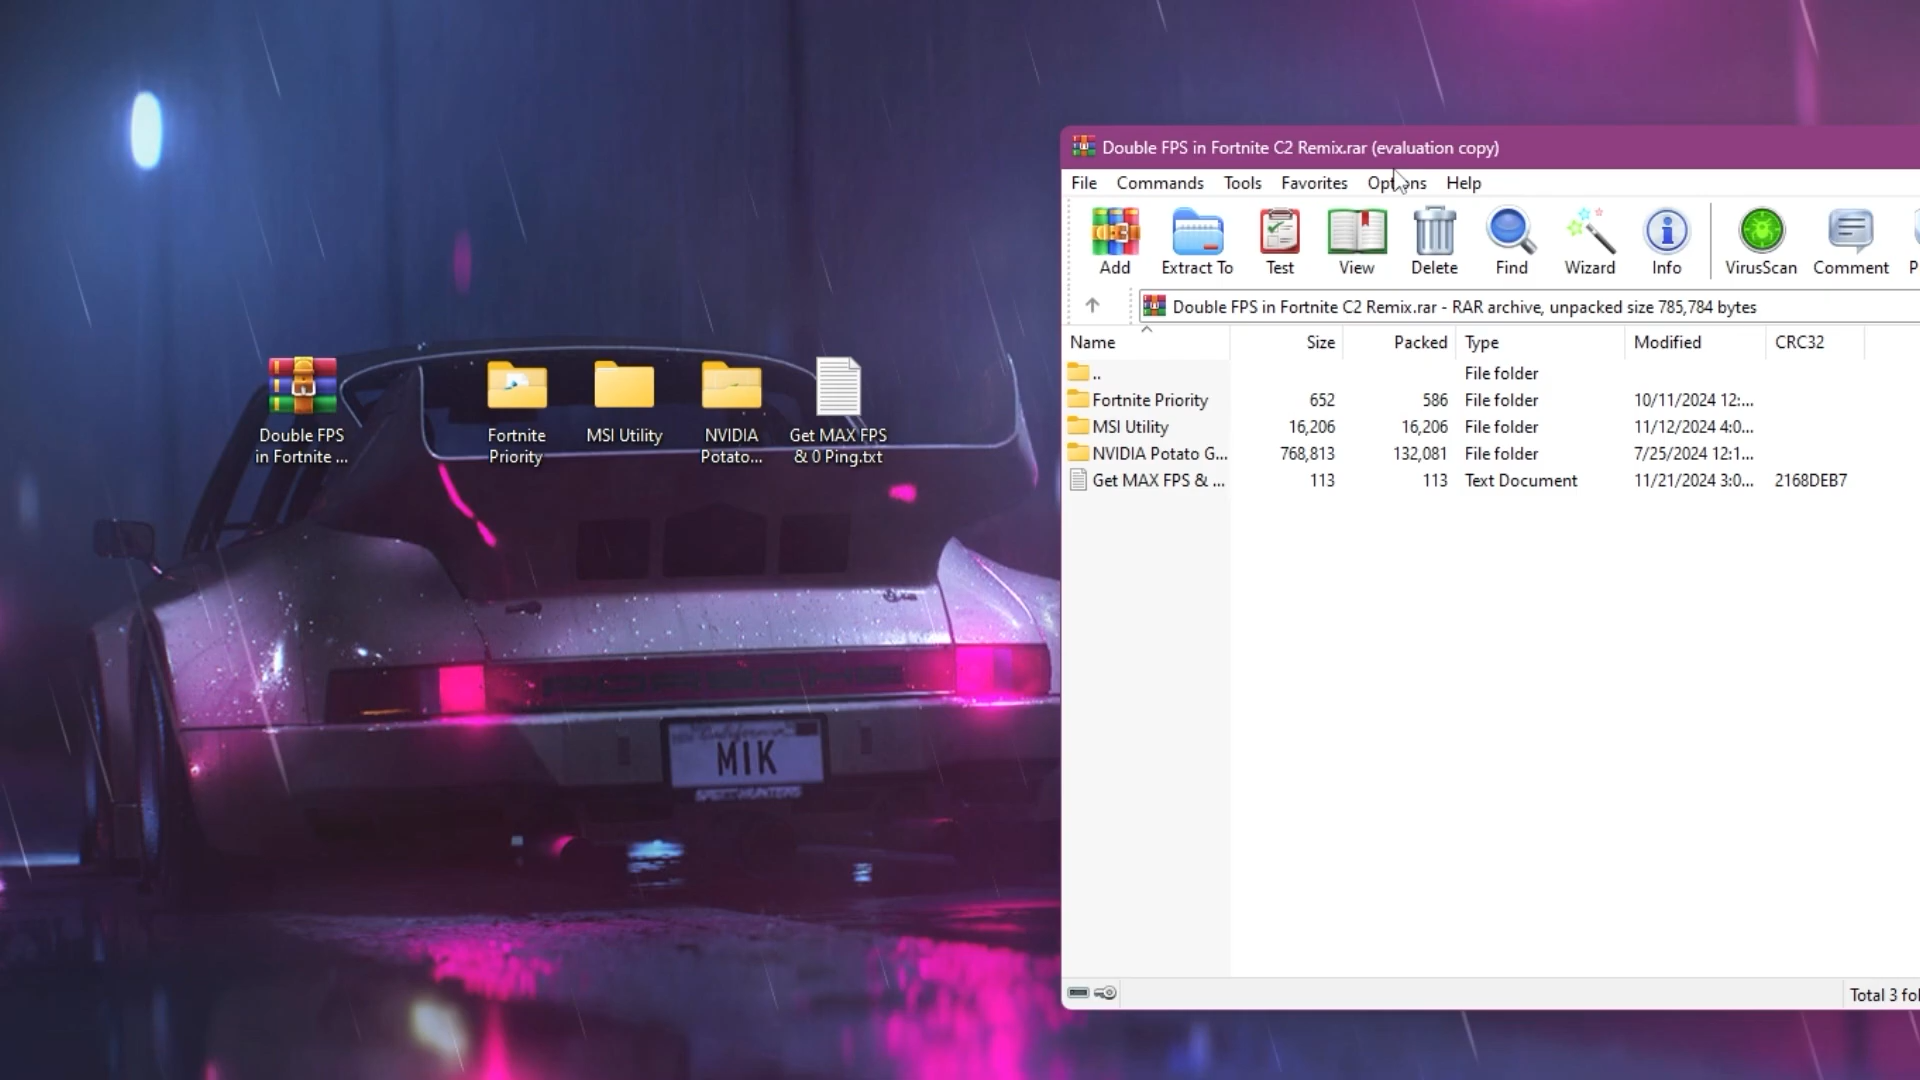 Double FPS
in Fortnite ...
Fortnite
Priority
MSI Utility
NVIDIA
Potato...
Get MAX FPS
& 0 Ping.txt
MIK
SPEEDHUNTERS
Double FPS in Fortnite C2 Remix.rar (evaluation copy)
File Commands Tools Favorites Options Help
Add Extract To Test View Delete Find Wizard Info VirusScan Comment P
Double FPS in Fortnite C2 Remix.rar - RAR archive, unpacked size 785,784 bytes
Name Size Packed Type Modified CRC32
.. File folder
Fortnite Priority 652 586 File folder 10/11/2024 12:...
MSI Utility 16,206 16,206 File folder 11/12/2024 4:0...
NVIDIA Potato G... 768,813 132,081 File folder 7/25/2024 12:1...
Get MAX FPS & ... 113 113 Text Document 11/21/2024 3:0... 2168DEB7
Total 3 fol